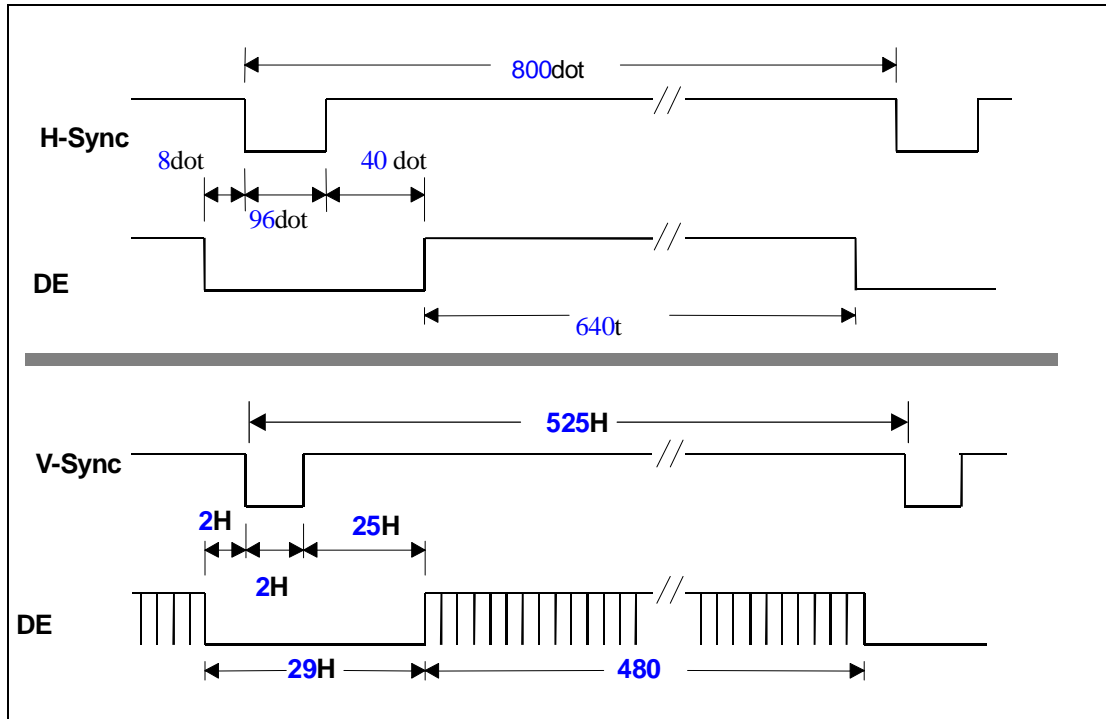 800dot
H-Sync
8dot
40 dot
96dot
DE
640t
525H
V-Sync
2H
25H
2H
DE
29H
480